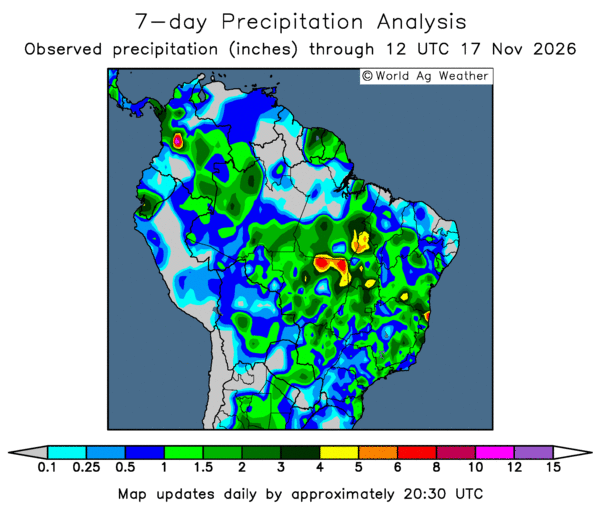 7-day Precipitation Analysis
Observed precipitation (inches) through 12 UTC 17 Nov 2026
© World Ag Weather
0.1 0.25 0.5 1 1.5 2 3 4 5 6 8 10 12 15
Map updates daily by approximately 20:30 UTC